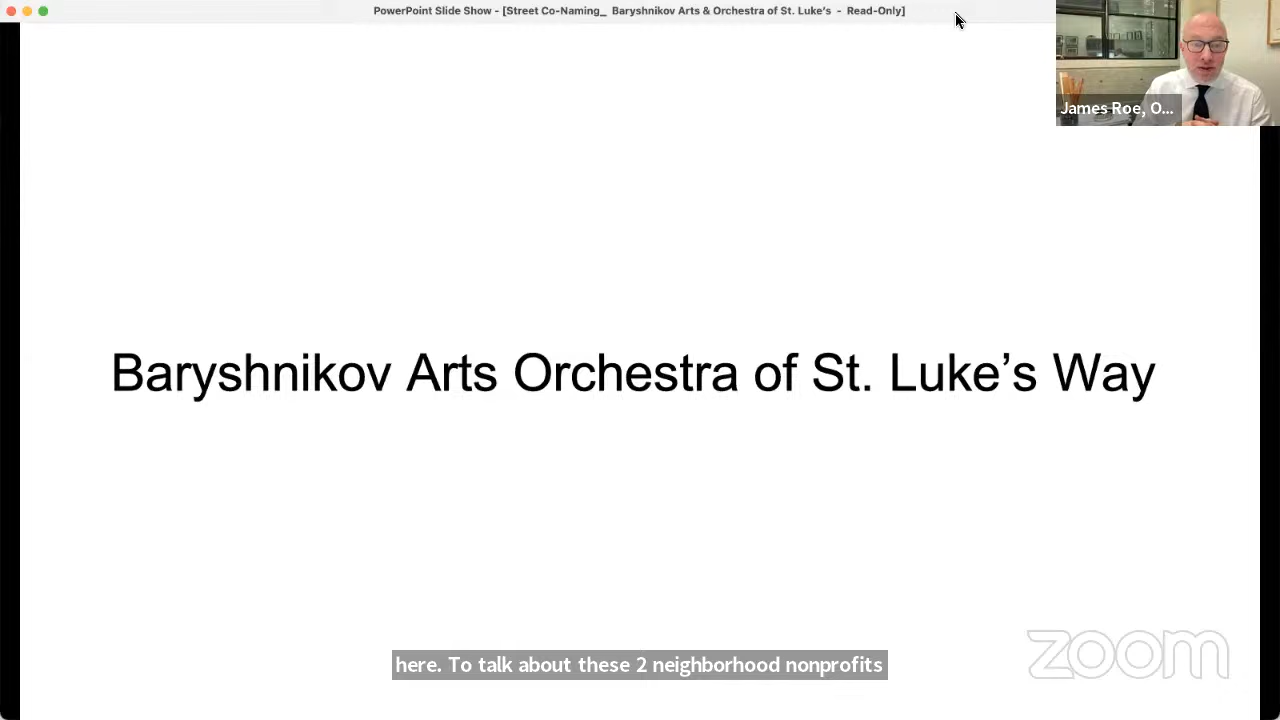 PowerPoint Slide Show - [Street Co-Naming_ Baryshnikov Arts & Orchestra of St. Luke’s - Read-Only]
James Roe, O...
Baryshnikov Arts Orchestra of St. Luke’s Way
here. To talk about these 2 neighborhood nonprofits
zoom